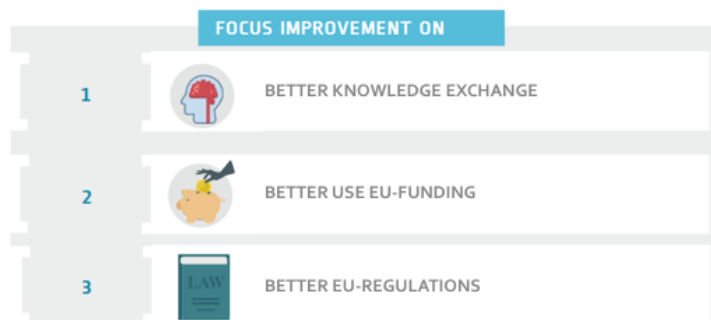 FOCUS IMPROVEMENT ON
1
BETTER KNOWLEDGE EXCHANGE
2
BETTER USE EU-FUNDING
3
LAW
BETTER EU-REGULATIONS